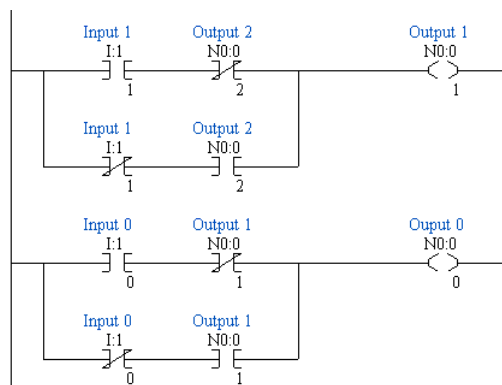 Input 1 Output 2 Output 1
I:1 N0:0 N0:0
1 2 1
Input 1 Output 2
I:1 N0:0
1 2
Input 0 Output 1 Ouput 0
I:1 N0:0 N0:0
0 1 0
Input 0 Output 1
I:1 N0:0
0 1